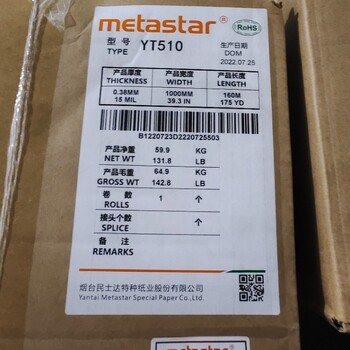 metastar®
RoHS
型 号 YT510
TYPE
生产日期
DOM
2022 07.25
产品厚度 产品宽度 产品长度
THICKNESS WIDTH LENGTH
0.38MM 1000MM 160M
15 MIL 39.3 IN 175 YD
B1220723D2220725503
产品净重 59.9 KG
NET WT 131.8 LB
产品毛重 64.9 KG
GROSS WT 142.8 LB
卷 数 1 个
ROLLS
接头个数 个
SPLICE
备 注
REMARKS
烟台民士达特种纸业股份有限公司
Yantai Metastar Special Paper Co., Ltd.
metastar